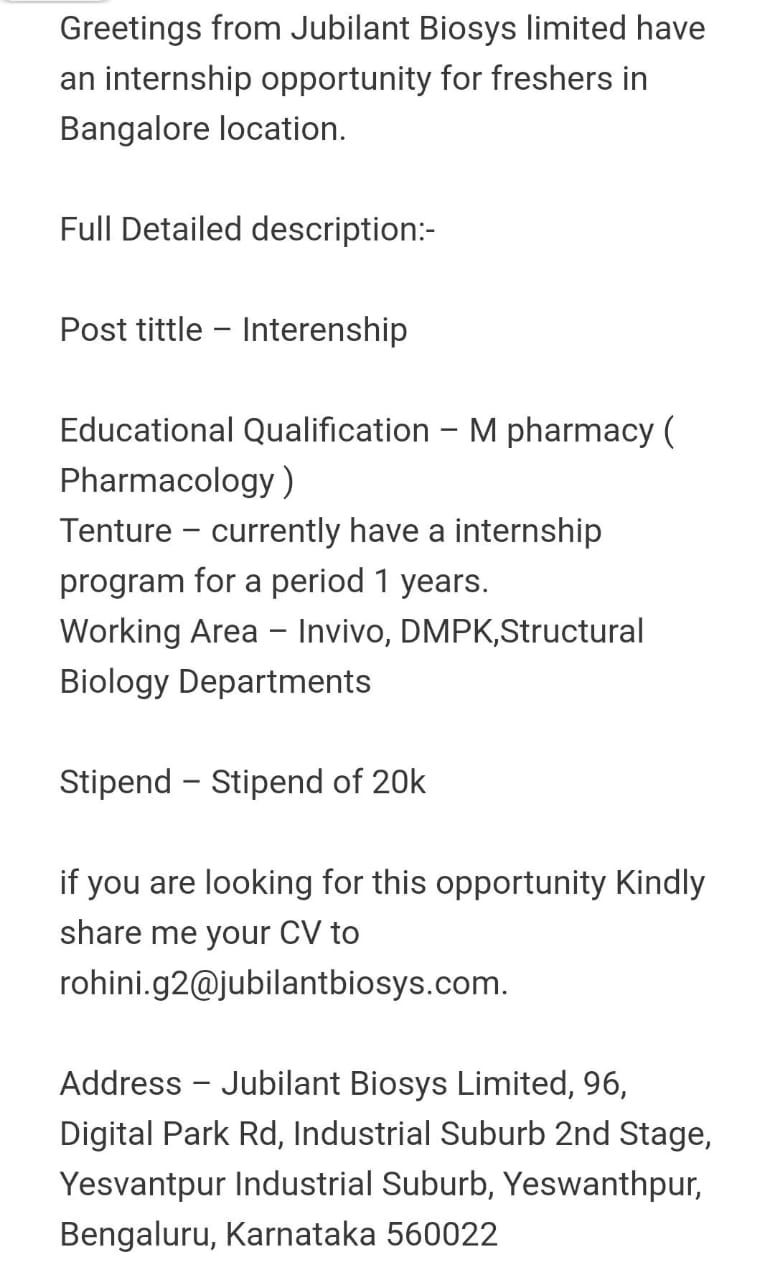 Greetings from Jubilant Biosys limited have
an internship opportunity for freshers in
Bangalore location.
Full Detailed description:-
Post tittle – Interenship
Educational Qualification – M pharmacy (
Pharmacology )
Tenture – currently have a internship
program for a period 1 years.
Working Area – Invivo, DMPK,Structural
Biology Departments
Stipend – Stipend of 20k
if you are looking for this opportunity Kindly
share me your CV to
rohini.g2@jubilantbiosys.com.
Address – Jubilant Biosys Limited, 96,
Digital Park Rd, Industrial Suburb 2nd Stage,
Yesvantpur Industrial Suburb, Yeswanthpur,
Bengaluru, Karnataka 560022